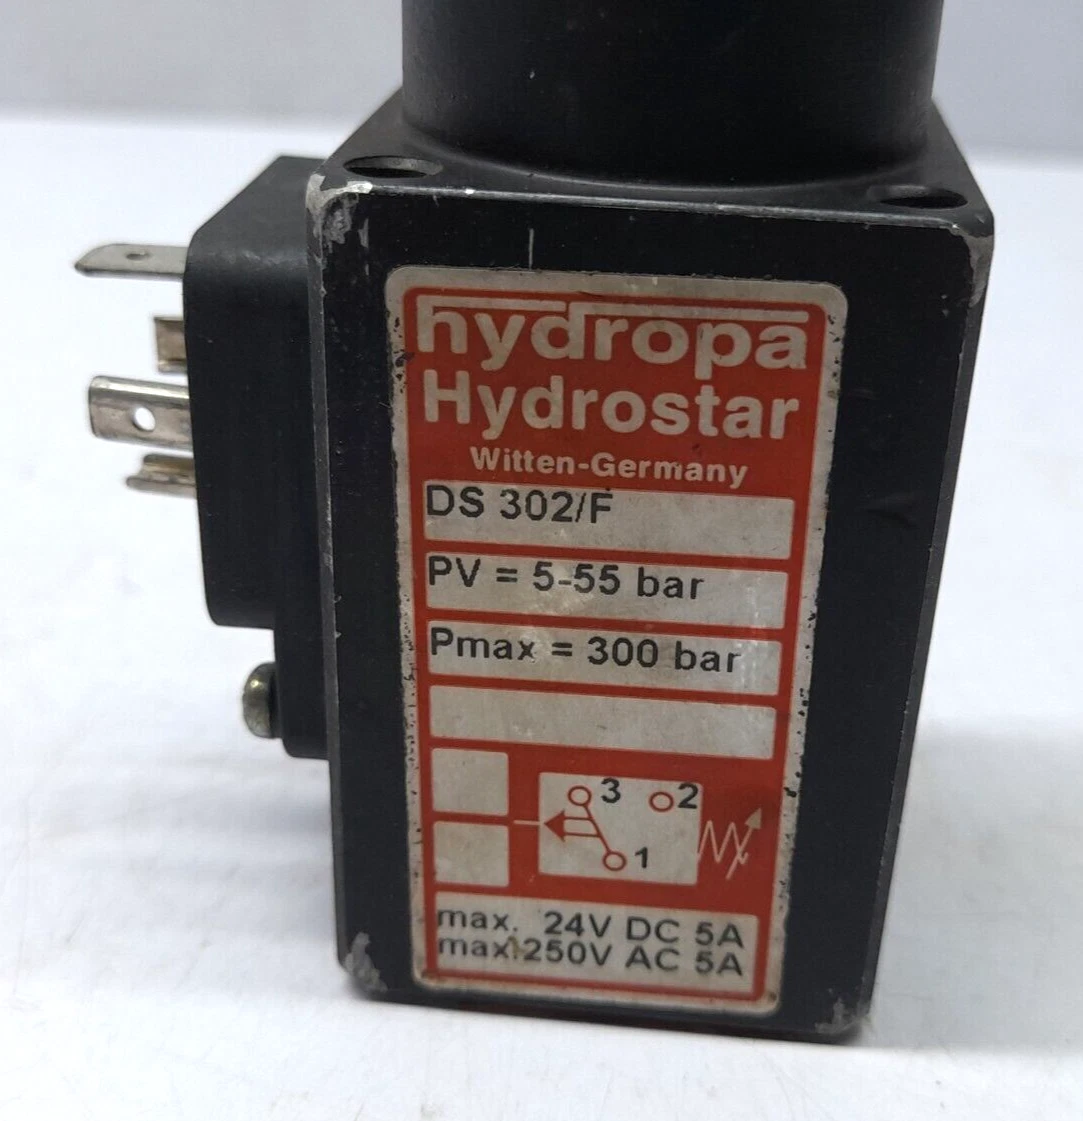 hydropa
Hydrostar
Witten-Germany
DS 302/F
PV = 5-55 bar
Pmax = 300 bar
3 2
1
max. 24V DC 5A
max.250V AC 5A